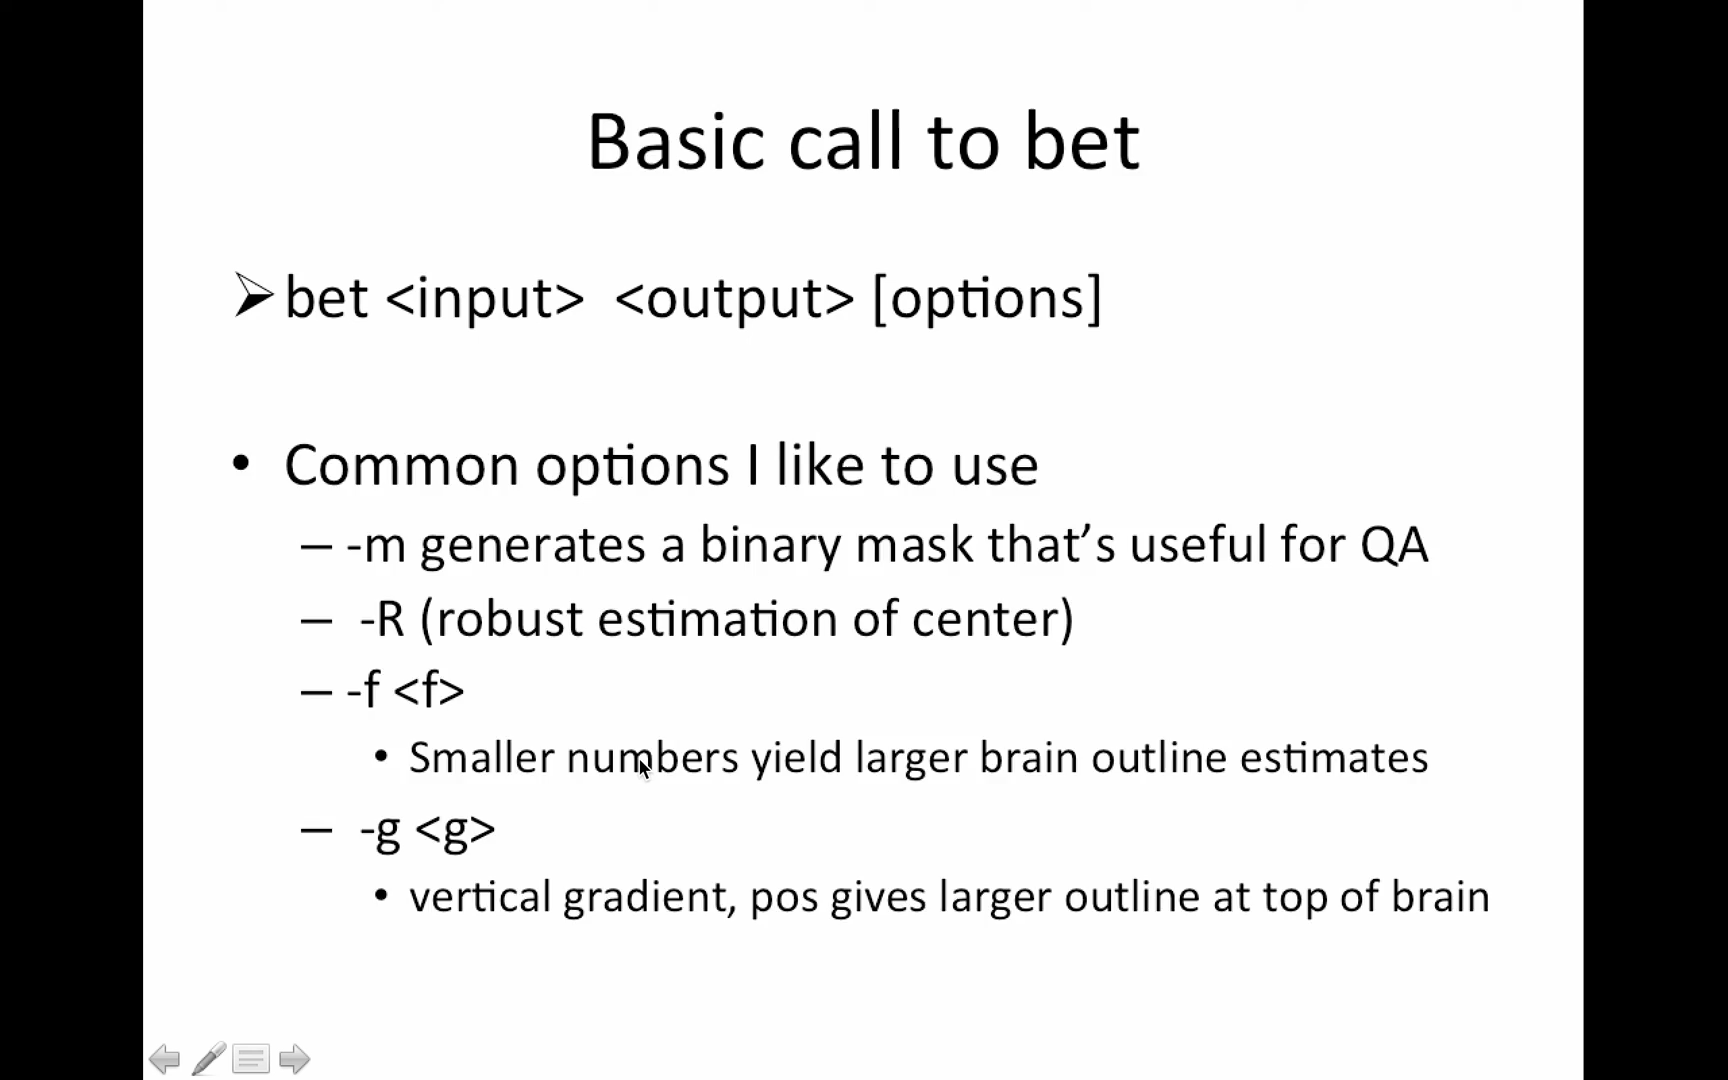 Basic call to bet
➢ bet <input>  <output> [options]
• Common options I like to use
– -m generates a binary mask that’s useful for QA
– -R (robust estimation of center)
– -f <f>
• Smaller numbers yield larger brain outline estimates
– -g <g>
• vertical gradient, pos gives larger outline at top of brain